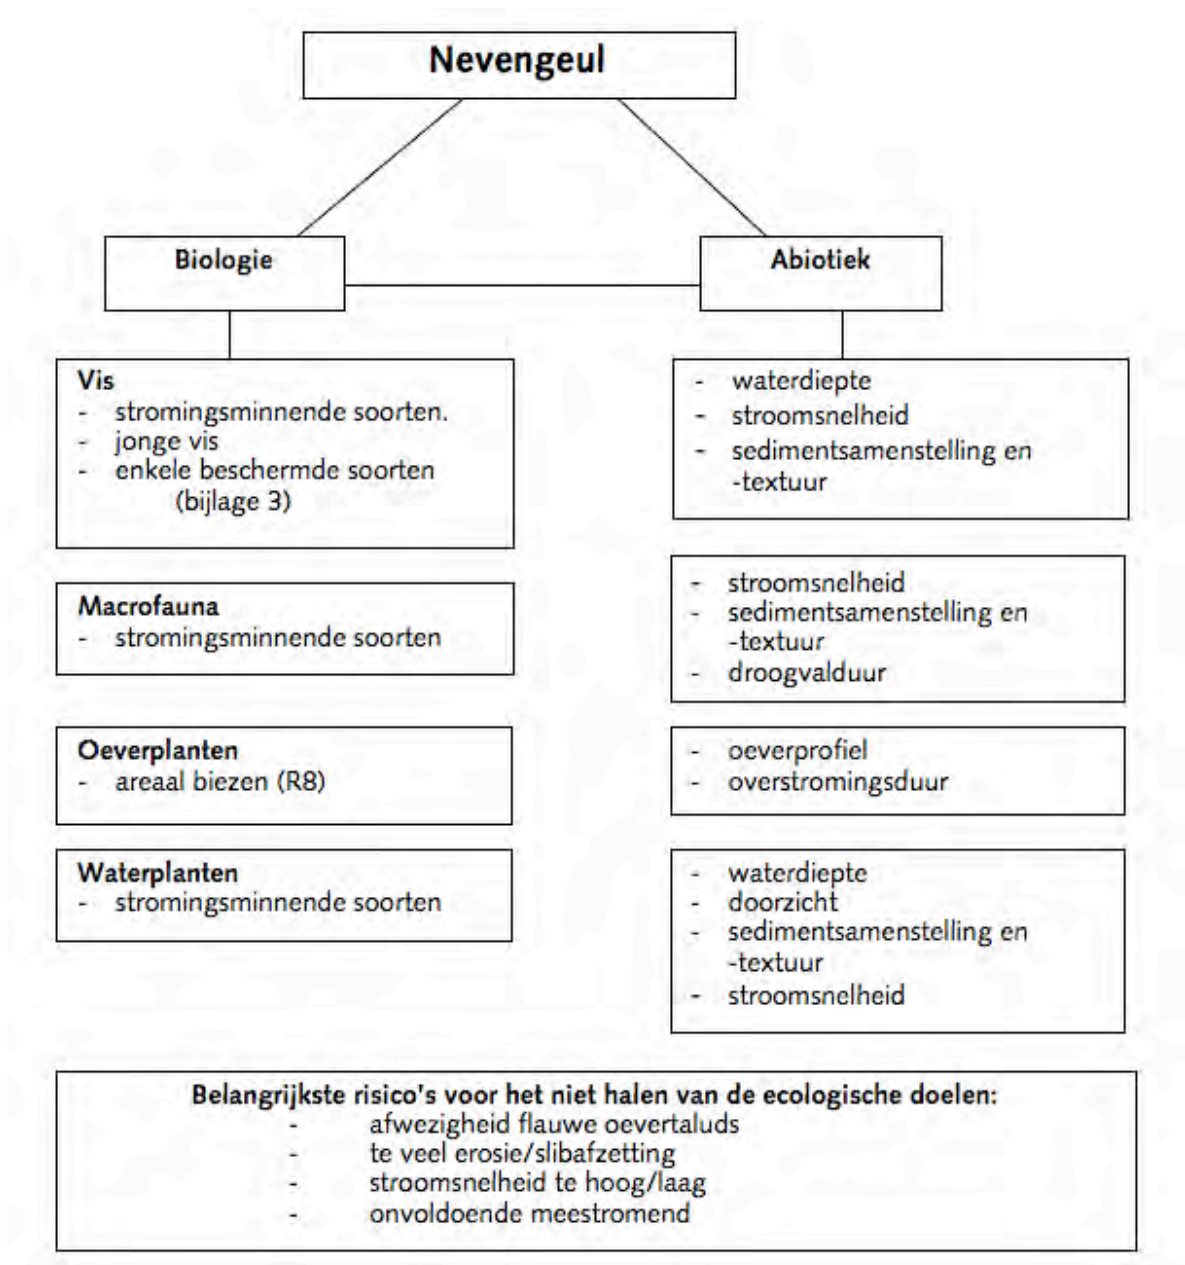 Nevengeul
Biologie
Abiotiek
Vis
- stromingsminnende soorten.
- jonge vis
- enkele beschermde soorten
(bijlage 3)
- waterdiepte
- stroomsnelheid
- sedimentsamenstelling en
-textuur
Macrofauna
- stromingsminnende soorten
- stroomsnelheid
- sedimentsamenstelling en
-textuur
- droogvalduur
Oeverplanten
- areaal biezen (R8)
- oeverprofiel
- overstromingsduur
Waterplanten
- stromingsminnende soorten
- waterdiepte
- doorzicht
- sedimentsamenstelling en
-textuur
- stroomsnelheid
Belangrijkste risico's voor het niet halen van de ecologische doelen:
- afwezigheid flauwe oevertaluds
- te veel erosie/slibafzetting
- stroomsnelheid te hoog/laag
- onvoldoende meestromend